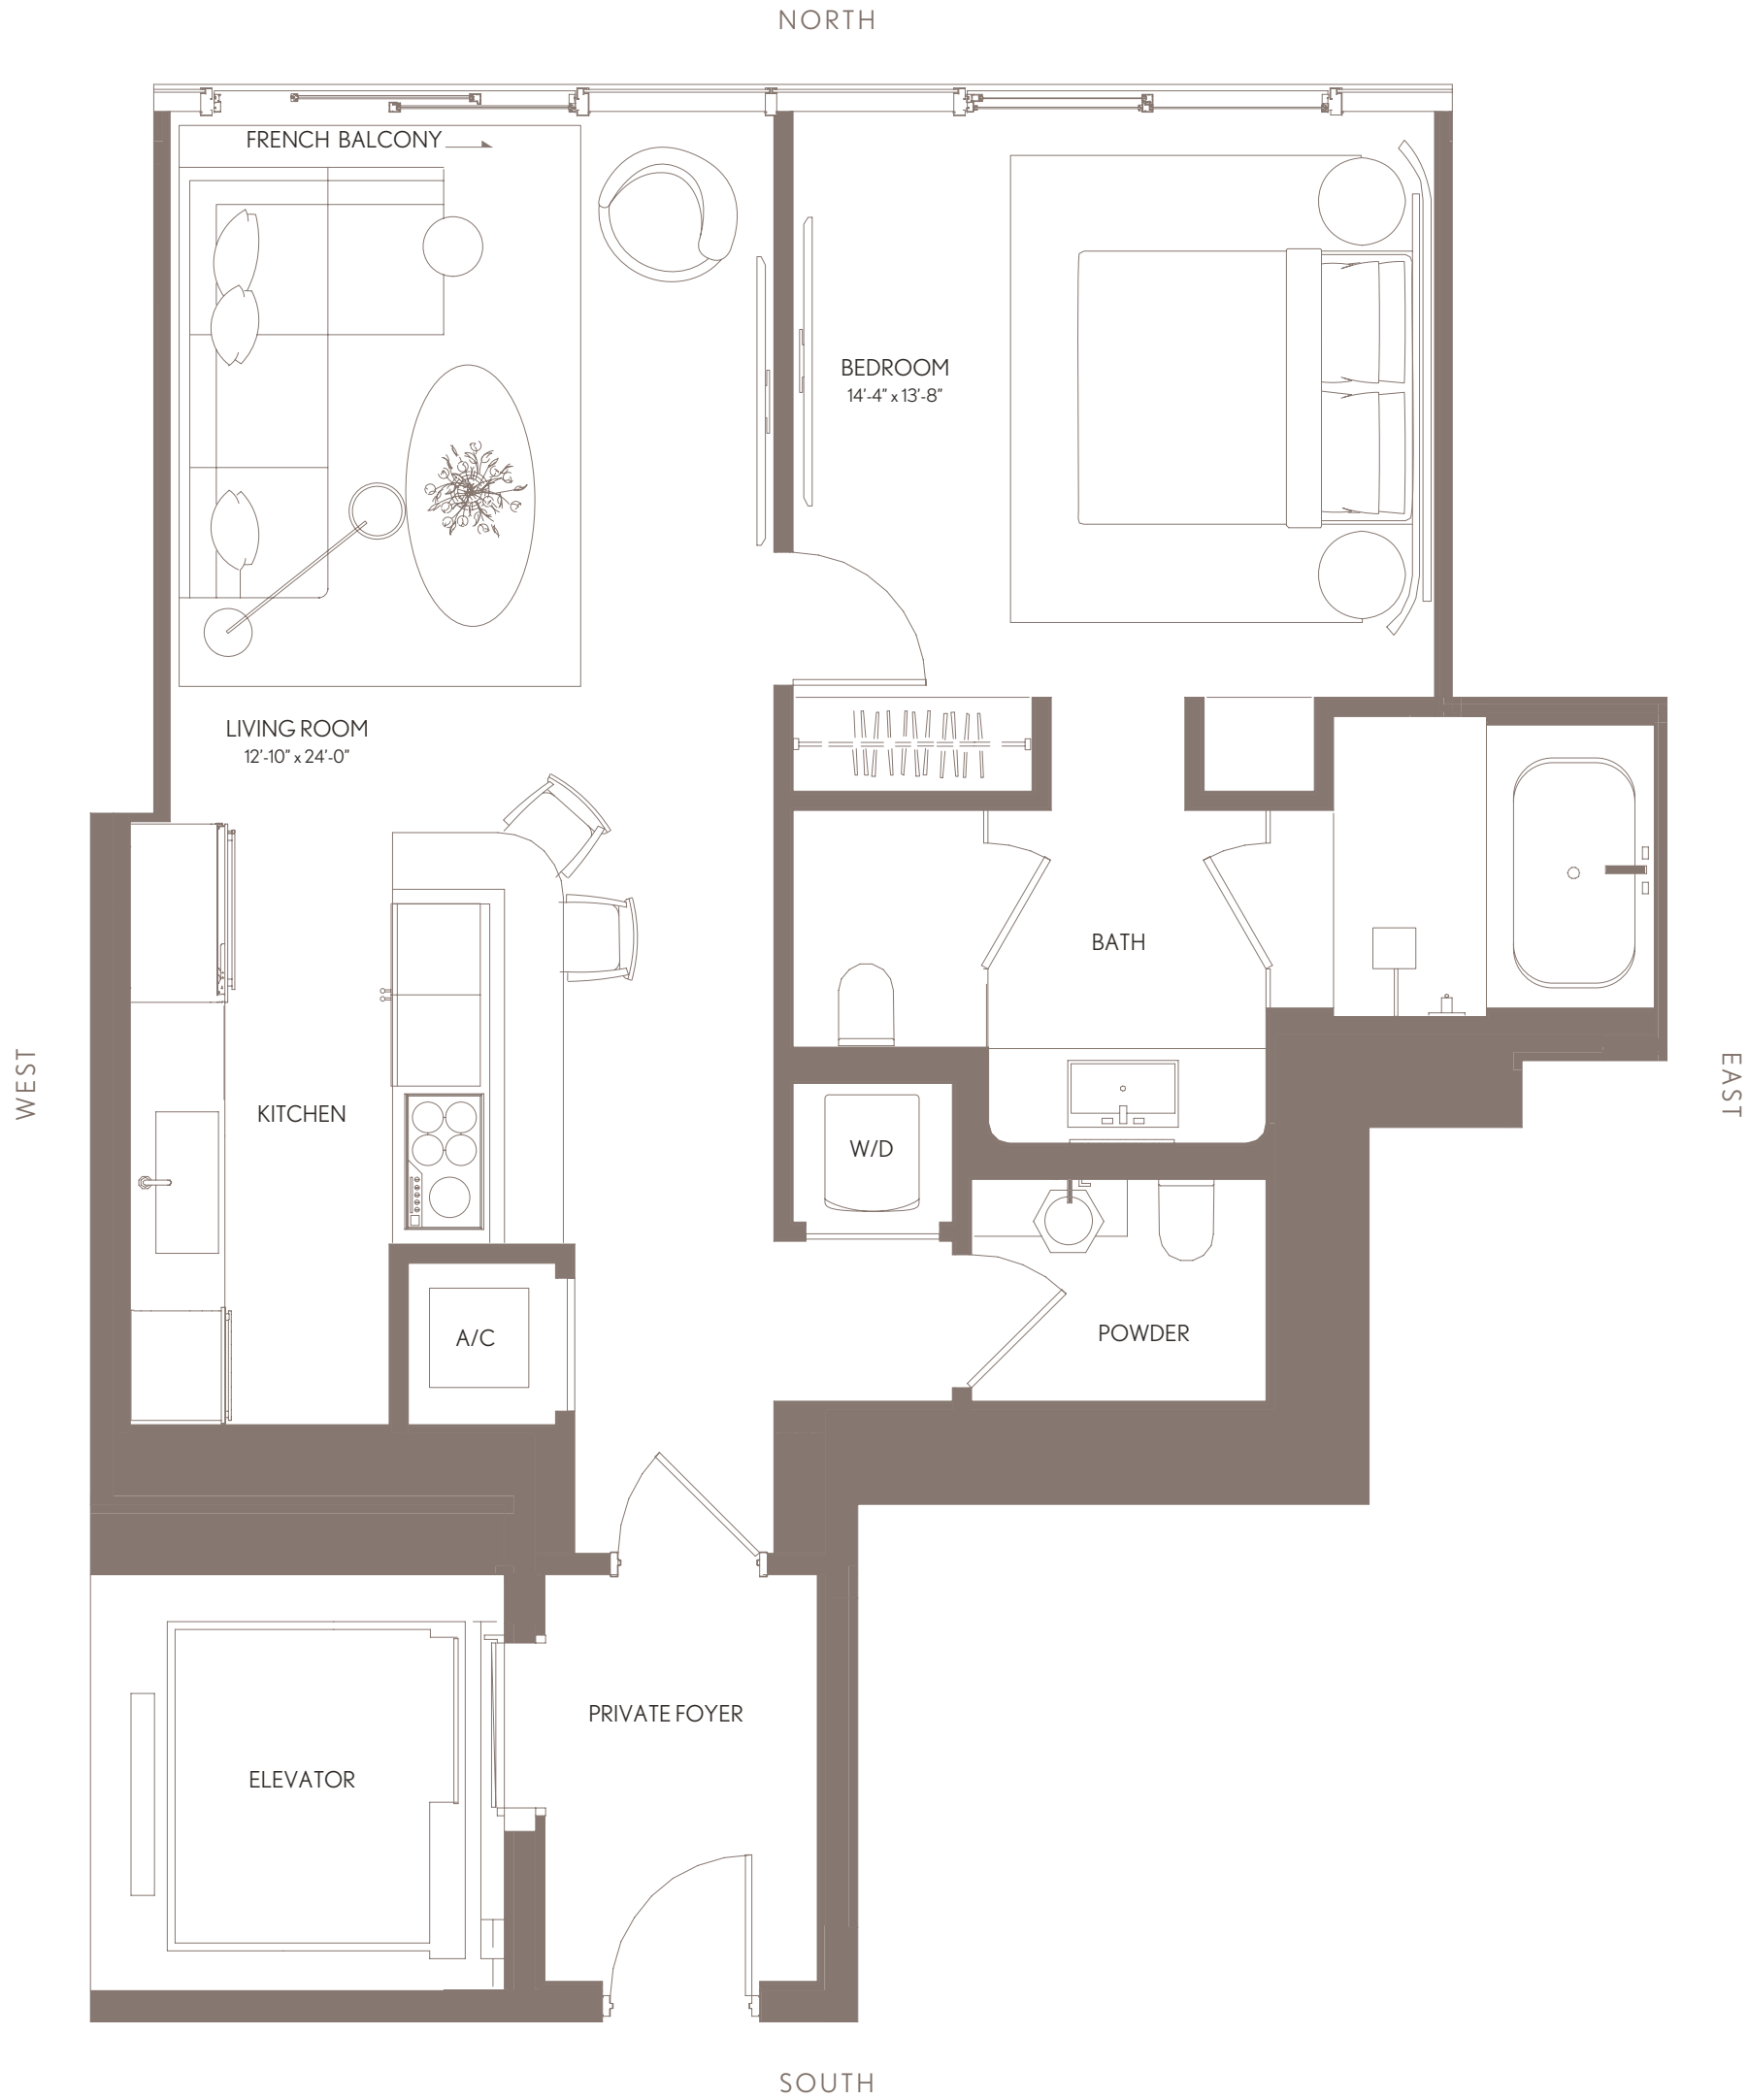 NORTH
FRENCH BALCONY
BEDROOM
14'-4" x 13'-8"
LIVING ROOM
12'-10" x 24'-0"
BATH
WEST
EAST
KITCHEN
W/D
A/C
POWDER
PRIVATE FOYER
ELEVATOR
SOUTH